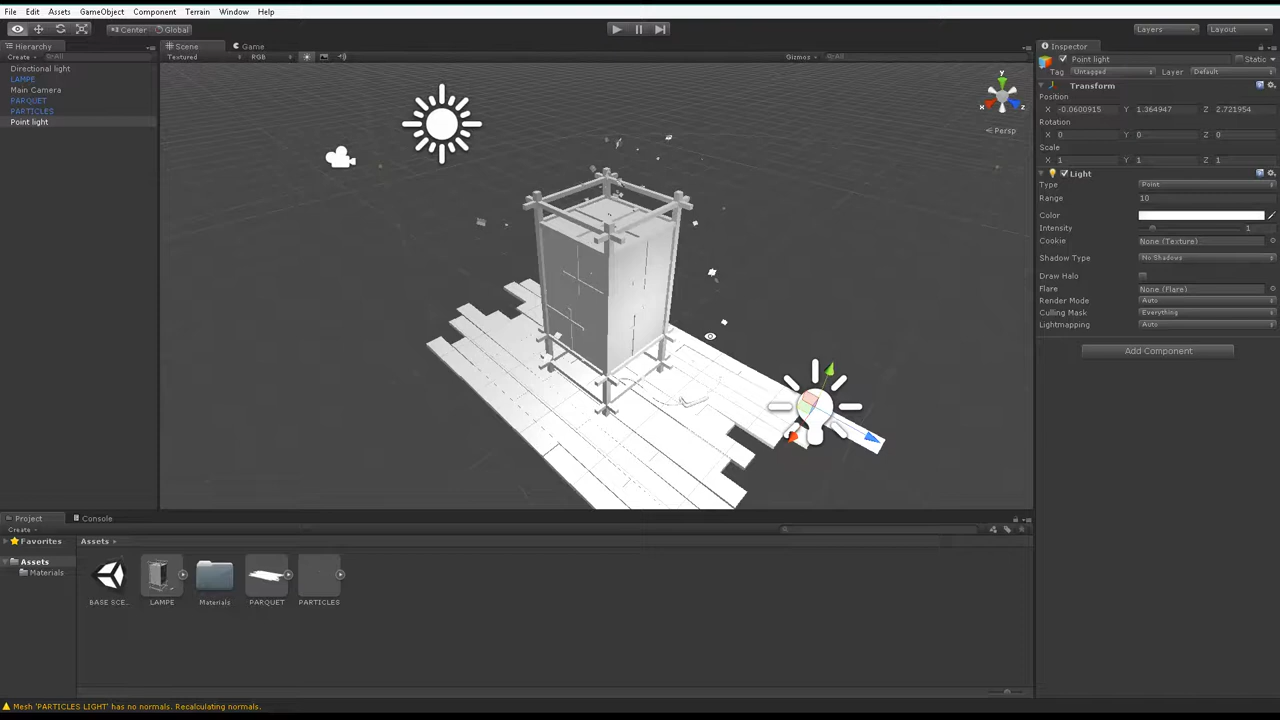 File Edit Assets GameObject Component Terrain Window Help
Center Global Layers Layout
Hierarchy Scene Game Inspector
Create All Textured RGB Gizmos All Point light Static
Directional light Tag Untagged Layer Default
LAMPE Transform
Main Camera Position
PARQUET X -0.0600915 Y 1.364947 Z 2.721954
PARTICLES Rotation
Point light X 0 Y 0 Z 0
Scale
X 1 Y 1 Z 1
y
x z
Persp
Light
Type Point
Range 10
Color
Intensity 1
Cookie None (Texture)
Shadow Type No Shadows
Draw Halo
Flare None (Flare)
Render Mode Auto
Culling Mask Everything
Lightmapping Auto
Add Component
Project Console
Create
Favorites Assets
Assets
Materials
BASE SCE... LAMPE Materials PARQUET PARTICLES
Mesh 'PARTICLES LIGHT' has no normals. Recalculating normals.